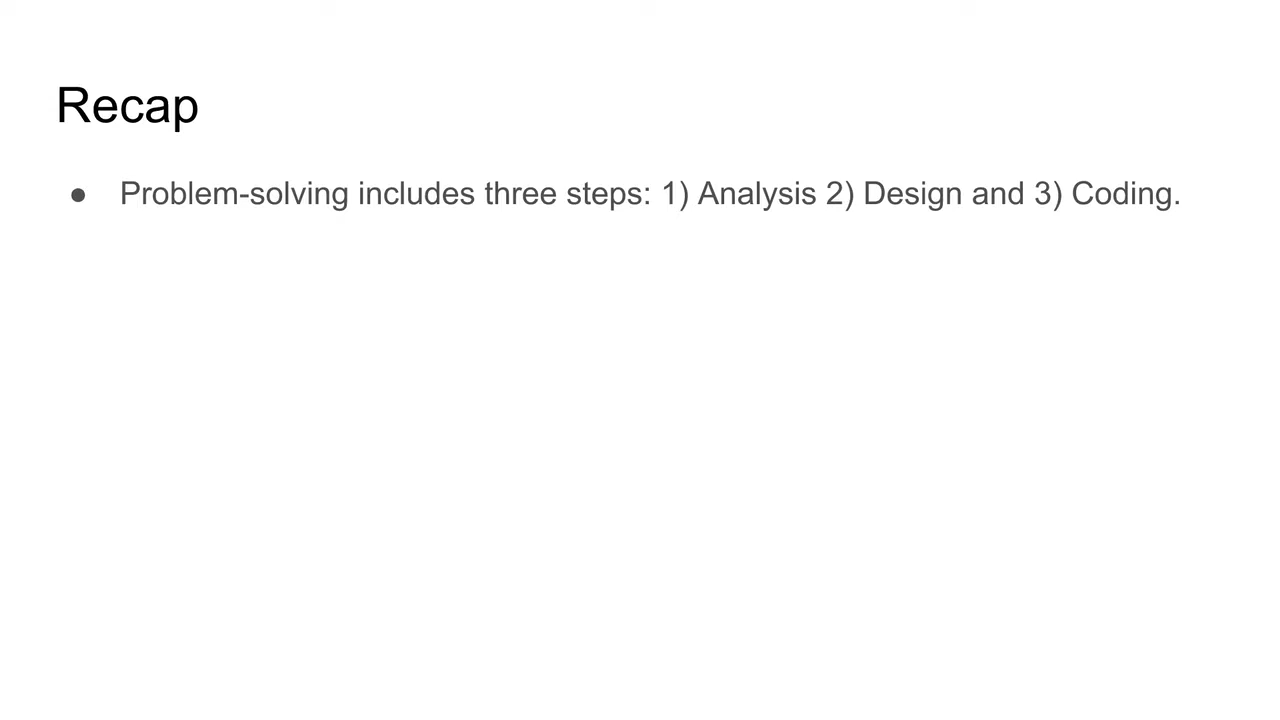 Recap
● Problem-solving includes three steps: 1) Analysis 2) Design and 3) Coding.